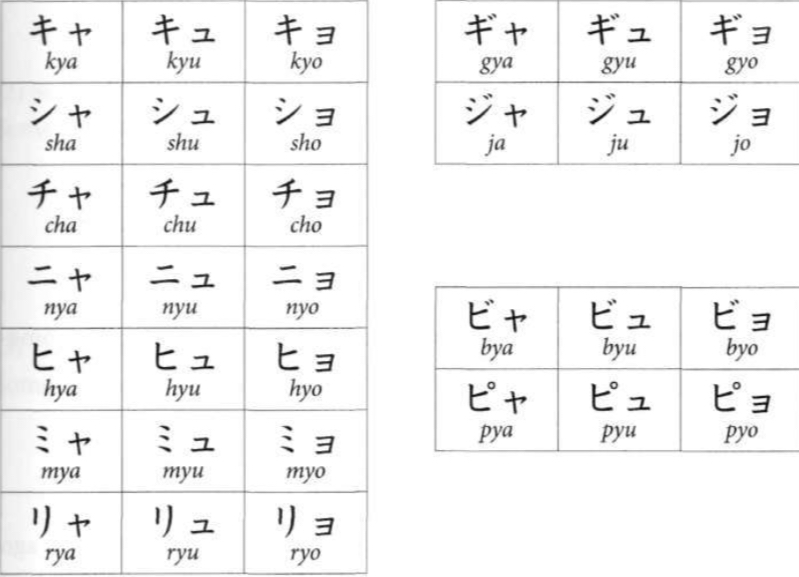 キャ キュ キョ
kya kyu kyo
シャ シュ ショ
sha shu sho
チャ チュ チョ
cha chu cho
ニャ ニュ ニョ
nya nyu nyo
ヒャ ヒュ ヒョ
hya hyu hyo
ミャ ミュ ミョ
mya myu myo
リャ リュ リョ
rya ryu ryo
ギャ ギュ ギョ
gya gyu gyo
ジャ ジュ ジョ
ja ju jo
ビャ ビュ ビョ
bya byu byo
ピャ ピュ ピョ
pya pyu pyo